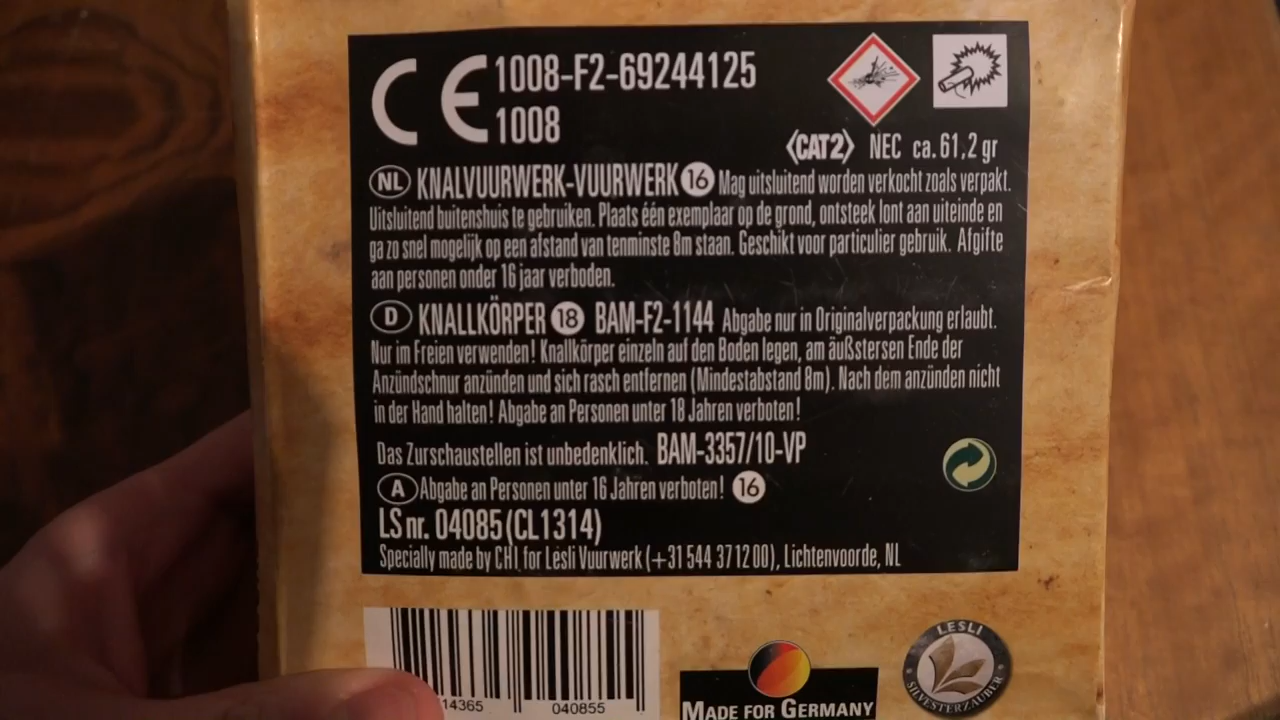 CE 1008-F2-69244125
1008
CAT2 NEC ca.61,2 gr
NL KNALVUURWERK-VUURWERK 16 Mag uitsluitend worden verkocht zoals verpakt.
Uitsluitend buitenshuis te gebruiken. Plaats één exemplaar op de grond, ontsteek lont aan uiteinde en
ga zo snel mogelijk op een afstand van tenminste 8m staan. Geschikt voor particulier gebruik. Afgifte
aan personen onder 16 jaar verboden.
D KNALLKÖRPER 18 BAM-F2-1144 Abgabe nur in Originalverpackung erlaubt.
Nur im Freien verwenden! Knallkörper einzeln auf den Boden legen, am äußstersen Ende der
Anzündschnur anzünden und sich rasch entfernen (Mindestabstand 8m). Nach dem anzünden nicht
in der Hand halten! Abgabe an Personen unter 18 Jahren verboten!
Das Zurschaustellen ist unbedenklich. BAM-3357/10-VP
A Abgabe an Personen unter 16 Jahren verboten! 16
LS nr. 04085 (CL1314)
Specially made by CHI for Lesli Vuurwerk (+31 544 371200), Lichtenvoorde, NL
14365 040855
MADE FOR GERMANY
LESLI
SILVESTERZAUBER